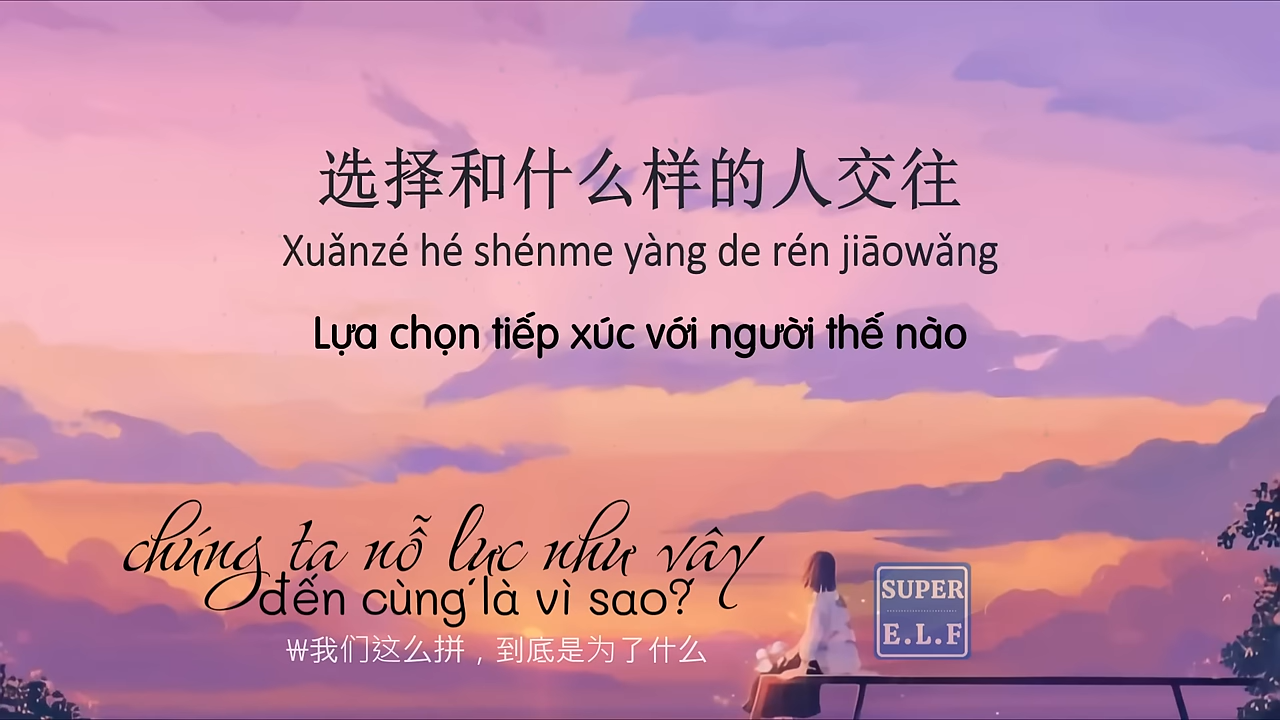 选择和什么样的人交往
Xuǎnzé hé shénme yàng de rén jiāowǎng
Lựa chọn tiếp xúc với người thế nào
chúng ta nỗ lực như vậy
đến cùng là vì sao?
₩我们这么拼，到底是为了什么
SUPER
E.L.F